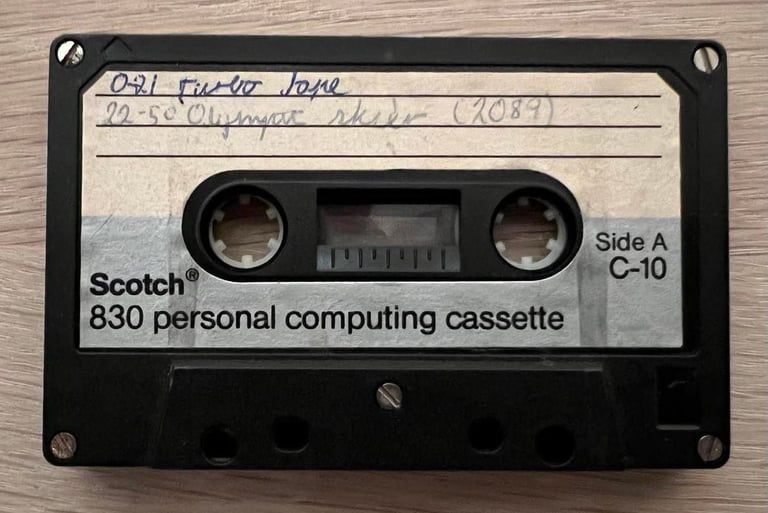 0-21 Turbo Tape
22-50 Olympic skier (2089)
Side A
C-10
Scotch®
830 personal computing cassette